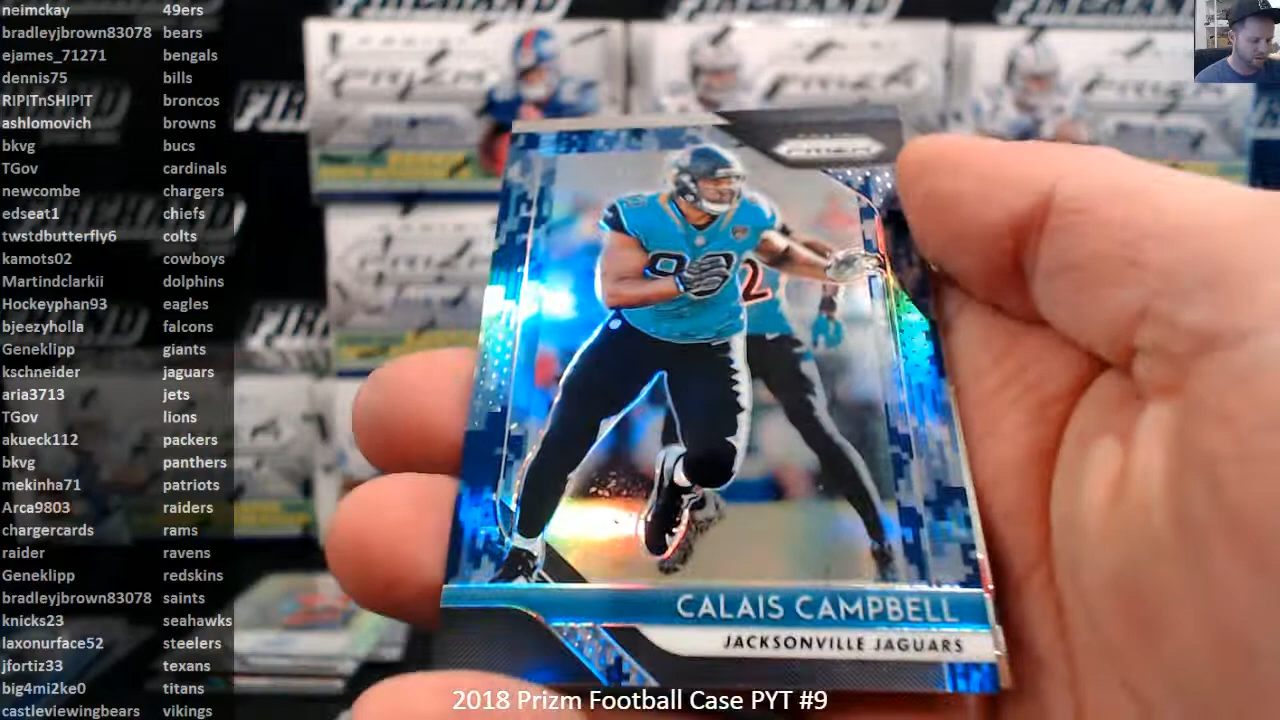 neimckay 49ers
bradleyjbrown83078 bears
ejames_71271 bengals
dennis75 bills
RIPITnSHIPIT broncos
ashlomovich browns
bkvg bucs
TGov cardinals
newcombe chargers
edseat1 chiefs
twstdbutterfly6 colts
kamots02 cowboys
Martindclarkii dolphins
Hockeyphan93 eagles
bjeezyholla falcons
Geneklipp giants
kschneider jaguars
aria3713 jets
TGov lions
akueck112 packers
bkvg panthers
mekinha71 patriots
Arca9803 raiders
chargercards rams
raider ravens
Geneklipp redskins
bradleyjbrown83078 saints
knicks23 seahawks
laxonurface52 steelers
jfortiz33 texans
big4mi2ke0 titans
castleviewingbears vikings
PRIZM
CALAIS CAMPBELL
JACKSONVILLE JAGUARS
2018 Prizm Football Case PYT #9